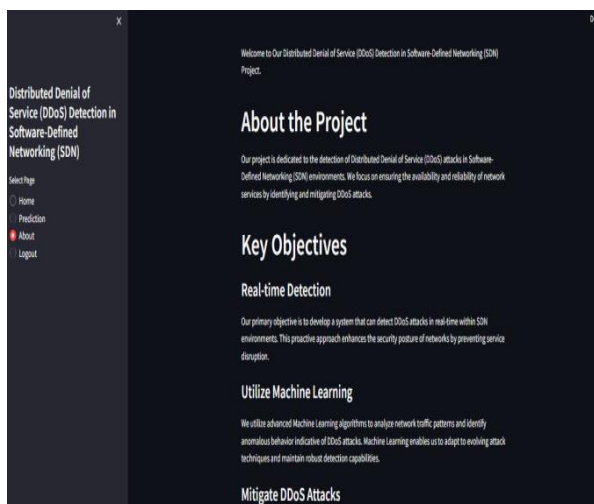 X
De
Distributed Denial of
Service (DDoS) Detection in
Software-Defined
Networking (SDN)
Select Page
Home
Prediction
About
Logout
Welcome to Our Distributed Denial of Service (DDoS) Detection in Software-Defined Networking (SDN)
Project.
About the Project
Our project is dedicated to the detection of Distributed Denial of Service (DDoS) attacks in Software-
Defined Networking (SDN) environments. We focus on ensuring the availability and reliability of network
services by identifying and mitigating DDoS attacks.
Key Objectives
Real-time Detection
Our primary objective is to develop a system that can detect DDoS attacks in real-time within SDN
environments. This proactive approach enhances the security posture of networks by preventing service
disruption.
Utilize Machine Learning
We utilize advanced Machine Learning algorithms to analyze network traffic patterns and identify
anomalous behavior indicative of DDoS attacks. Machine Learning enables us to adapt to evolving attack
techniques and maintain robust detection capabilities.
Mitigate DDoS Attacks